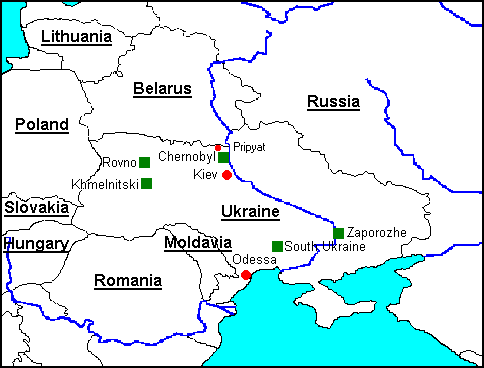 Lithuania
Belarus
Russia
Poland
Pripyat
Chernobyl
Rovno
Kiev
Khmelnitski
Slovakia
Ukraine
Zaporozhe
Hungary
Moldavia
South Ukraine
Odessa
Romania